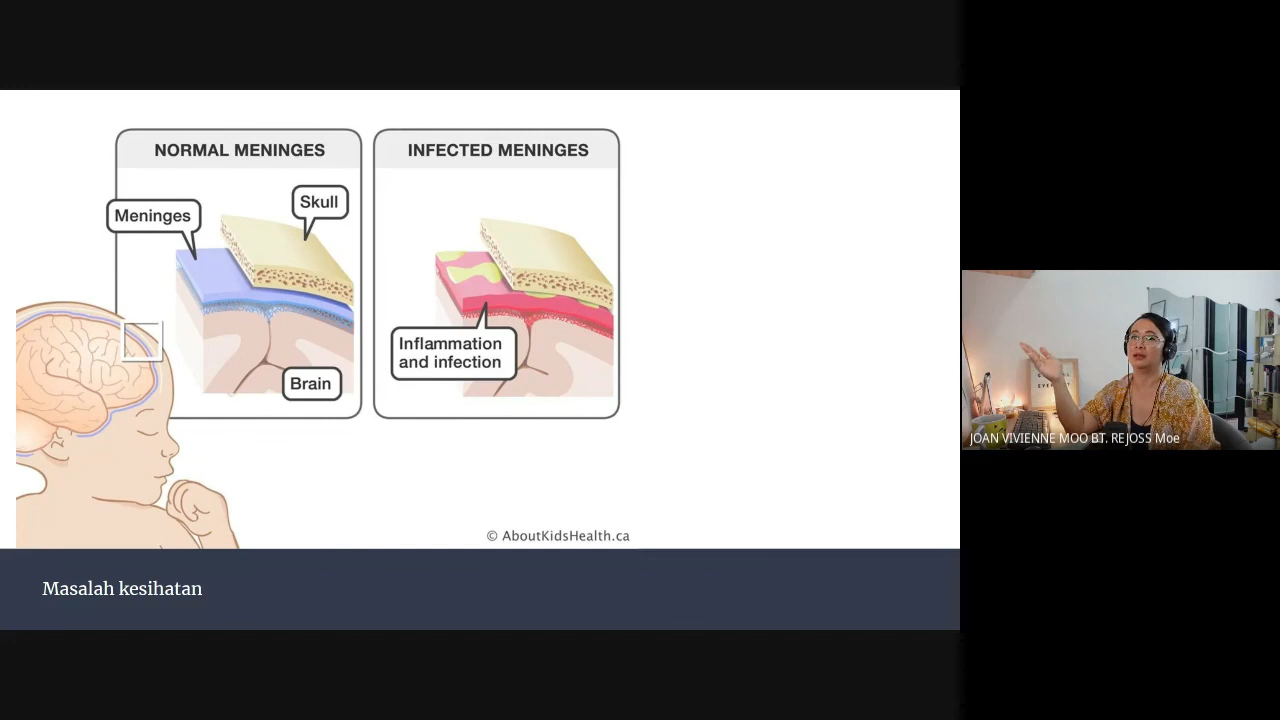 NORMAL MENINGES
INFECTED MENINGES
Meninges
Skull
Inflammation
and infection
Brain
© AboutKidsHealth.ca
Masalah kesihatan
JOAN VIVIENNE MOO BT. REJOSS Moe